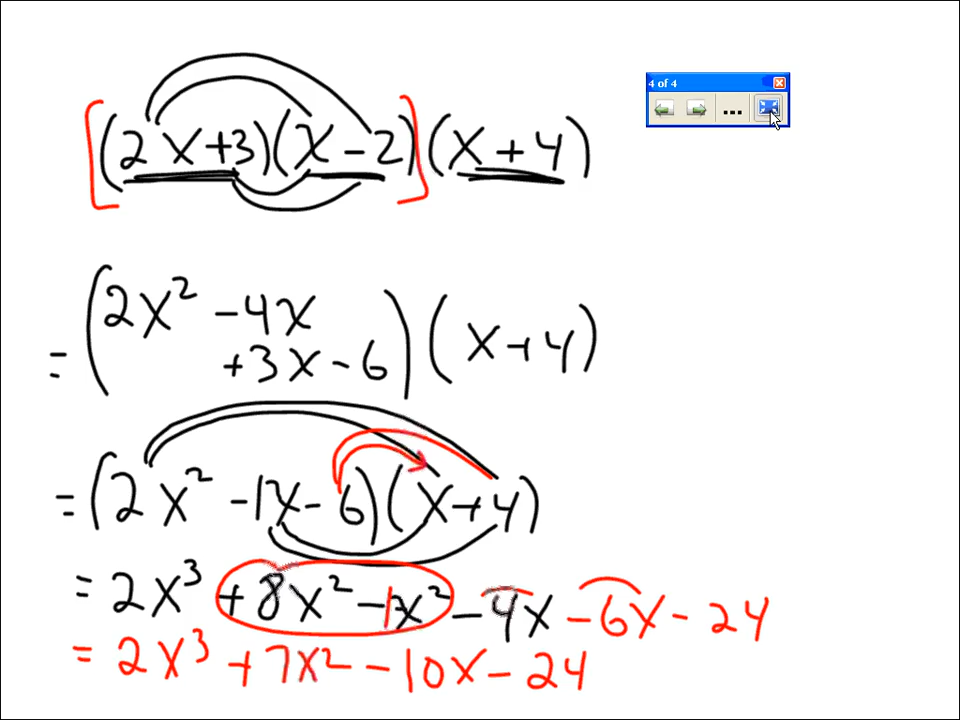 4 of 4
...
[(2x+3)(x-2)](x+4)
= (2x² -4x
+3x-6) (x+4)
= (2x² -1x-6)(x+4)
= 2x³ +8x² -1x² -4x -6x - 24
= 2x³ +7x² -10x - 24